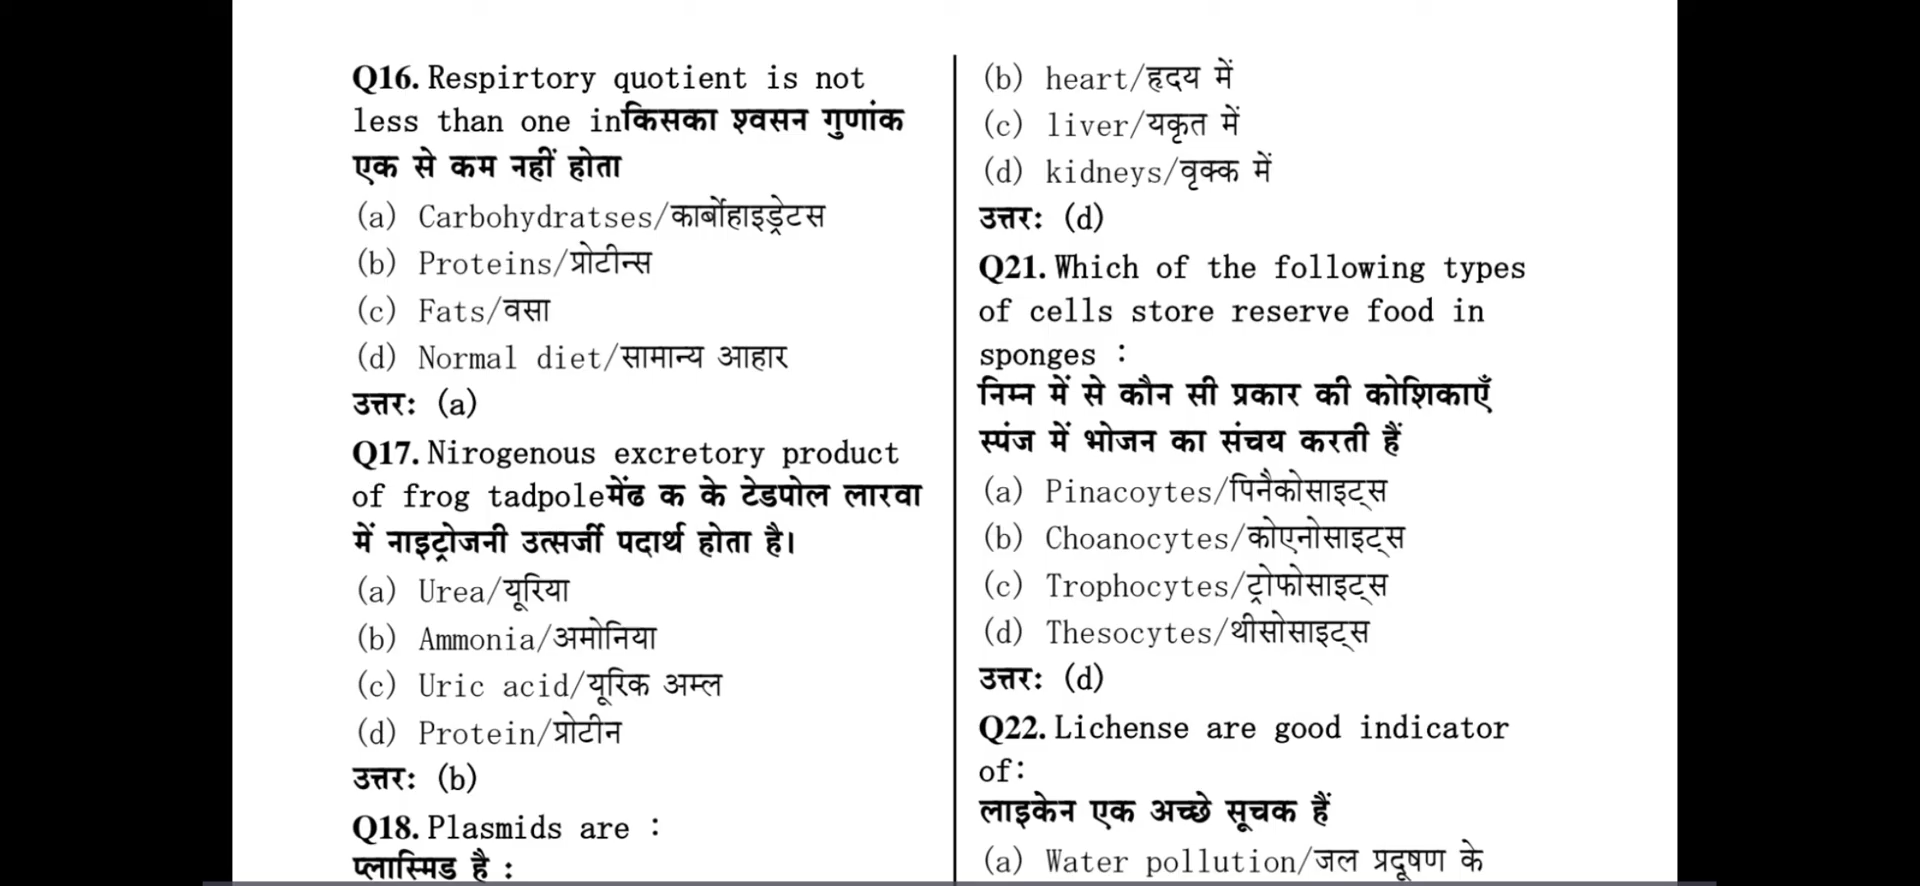 Q16. Respirtory quotient is not
less than one inकिसका श्वसन गुणांक
एक से कम नहीं होता
(a) Carbohydratses/कार्बोहाइड्रेटस
(b) Proteins/प्रोटीन्स
(c) Fats/वसा
(d) Normal diet/सामान्य आहार
उत्तरः (a)
Q17. Nirogenous excretory product
of frog tadpoleमेंढ क के टेडपोल लारवा
में नाइट्रोजनी उत्सर्जी पदार्थ होता है।
(a) Urea/यूरिया
(b) Ammonia/अमोनिया
(c) Uric acid/यूरिक अम्ल
(d) Protein/प्रोटीन
उत्तरः (b)
Q18. Plasmids are :
प्लास्मिड है :
(b) heart/हृदय में
(c) liver/यकृत में
(d) kidneys/वृक्क में
उत्तरः (d)
Q21. Which of the following types
of cells store reserve food in
sponges :
निम्न में से कौन सी प्रकार की कोशिकाएँ
स्पंज में भोजन का संचय करती हैं
(a) Pinacoytes/पिनैकोसाइट्स
(b) Choanocytes/कोएनोसाइट्स
(c) Trophocytes/ट्रोफोसाइट्स
(d) Thesocytes/थीसोसाइट्स
उत्तरः (d)
Q22. Lichense are good indicator
of:
लाइकेन एक अच्छे सूचक हैं
(a) Water pollution/जल प्रदूषण के